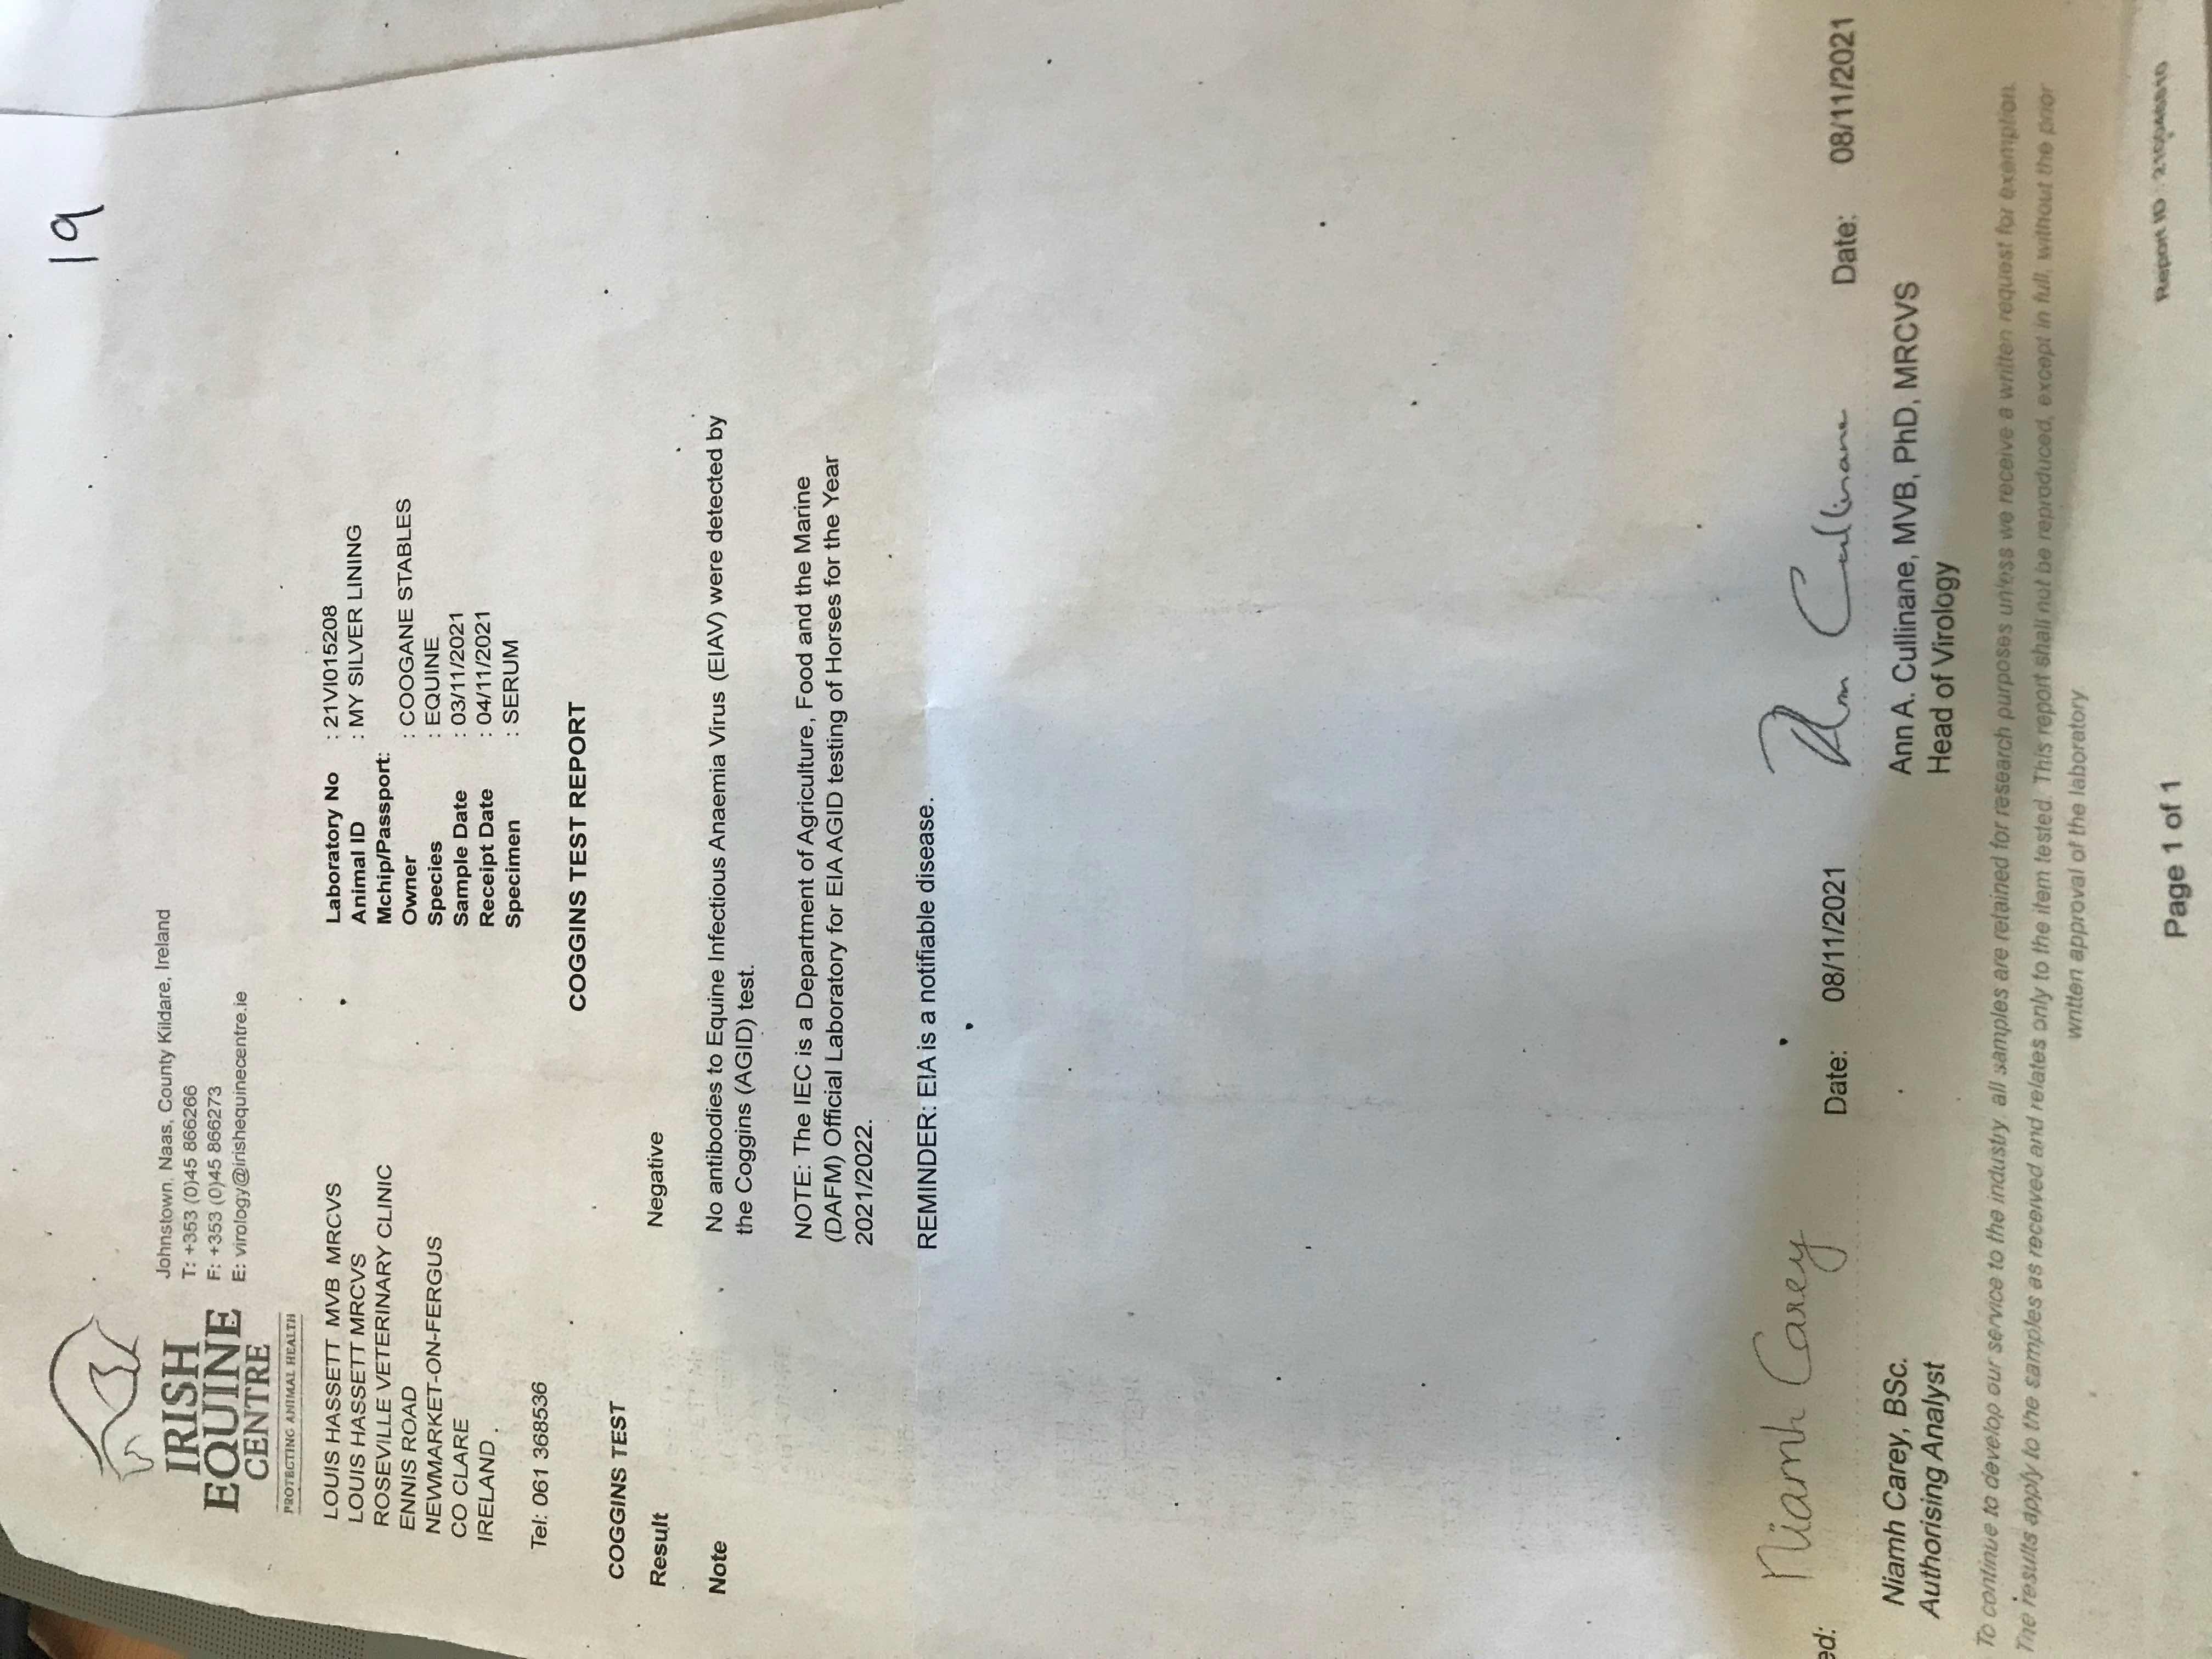 19
IRISH
EQUINE
CENTRE
PROTECTING ANIMAL HEALTH
Johnstown, Naas, County Kildare, Ireland
T: +353 (0)45 866266
F: +353 (0)45 866273
E: virology@irishequinecentre.ie
LOUIS HASSETT MVB MRCVS
LOUIS HASSETT MRCVS
ROSEVILLE VETERINARY CLINIC
ENNIS ROAD
NEWMARKET-ON-FERGUS
CO CLARE
IRELAND .
Tel: 061 368536
Laboratory No : 21VI015208
Animal ID : MY SILVER LINING
Mchip/Passport:
Owner : COOGANE STABLES
Species : EQUINE
Sample Date : 03/11/2021
Receipt Date : 04/11/2021
Specimen : SERUM
COGGINS TEST REPORT
COGGINS TEST
Result Negative
Note No antibodies to Equine Infectious Anaemia Virus (EIAV) were detected by
the Coggins (AGID) test.
NOTE: The IEC is a Department of Agriculture, Food and the Marine
(DAFM) Official Laboratory for EIA AGID testing of Horses for the Year
2021/2022.
REMINDER: EIA is a notifiable disease.
ed: Niamh Carey Date: 08/11/2021 Ann Cullinane Date: 08/11/2021
Niamh Carey, BSc. Ann A. Cullinane, MVB, PhD, MRCVS
Authorising Analyst Head of Virology
To continue to develop our service to the industry, all samples are retained for research purposes unless we receive a written request for exemption.
The results apply to the samples as received and relates only to the item tested. This report shall not be reproduced, except in full, without the prior
written approval of the laboratory
Page 1 of 1
Report ID